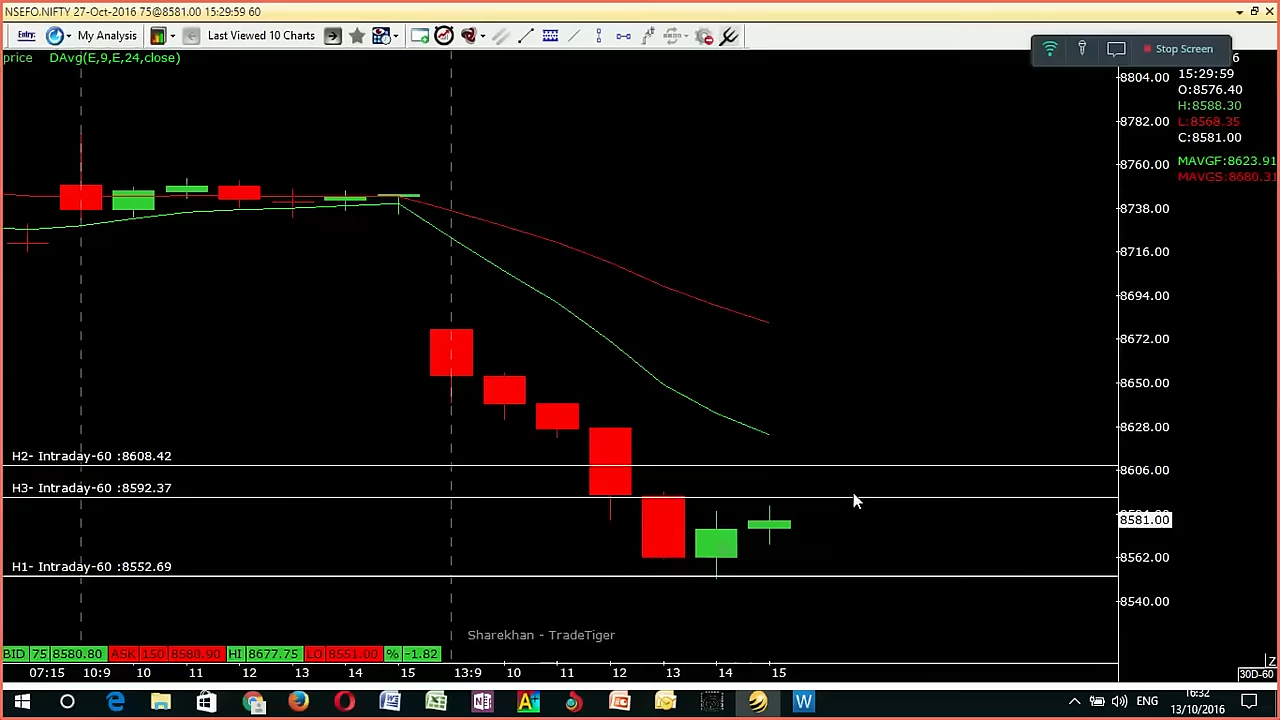 NSEFO.NIFTY 27-Oct-2016 75@8581.00 15:29:59 60
Entry: My Analysis Last Viewed 10 Charts
Stop Screen
price DAvg(E,9,E,24,close)
6
15:29:59
O:8576.40
H:8588.30
L:8568.35
C:8581.00
MAVGF:8623.91
MAVGS:8680.31
8804.00
8782.00
8760.00
8738.00
8716.00
8694.00
8672.00
8650.00
8628.00
8606.00
8581.00
8562.00
8540.00
H2- Intraday-60 :8608.42
H3- Intraday-60 :8592.37
H1- Intraday-60 :8552.69
Sharekhan - TradeTiger
BID 75 8580.80 ASK 150 8580.90 HI 8677.75 LO 8551.00 % -1.82
07:15 10:9 10 11 12 13 14 15 13:9 10 11 12 13 14 15
30D-60
ENG
16:32
13/10/2016